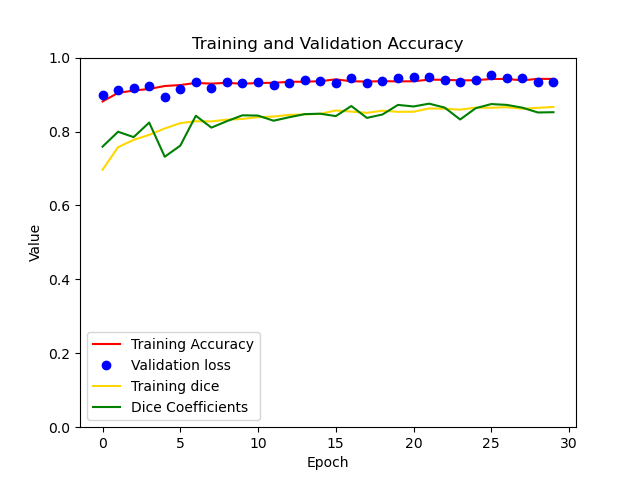 Training and Validation Accuracy
1.0
0.8
0.6
0.4
0.2
0.0
Value
Training Accuracy
Validation loss
Training dice
Dice Coefficients
0 5 10 15 20 25 30
Epoch